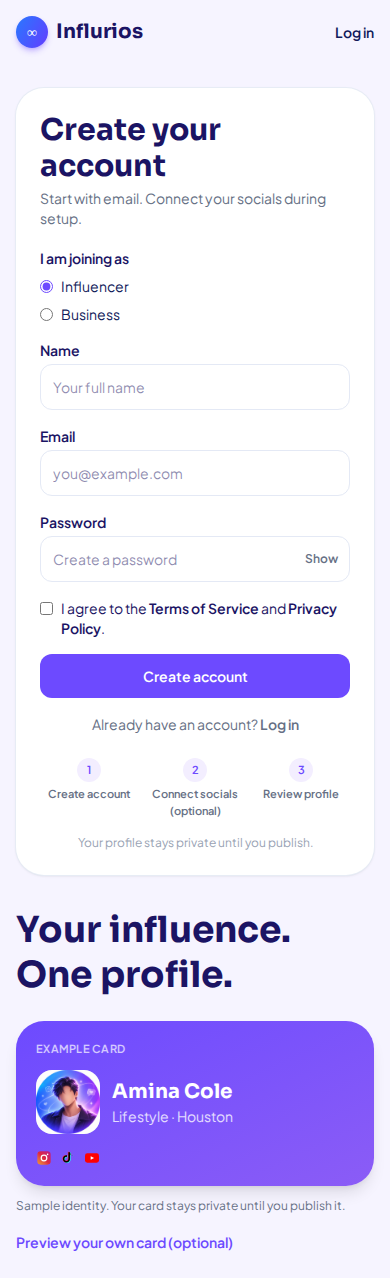 ∞ Influrios
Log in
Create your
account
Start with email. Connect your socials during
setup.
I am joining as
Influencer
Business
Name
Your full name
Email
you@example.com
Password
Create a password
Show
I agree to the Terms of Service and Privacy
Policy.
Create account
Already have an account? Log in
1
2
3
Create account
Connect socials
(optional)
Review profile
Your profile stays private until you publish.
Your influence.
One profile.
EXAMPLE CARD
Amina Cole
Lifestyle · Houston
Sample identity. Your card stays private until you publish it.
Preview your own card (optional)